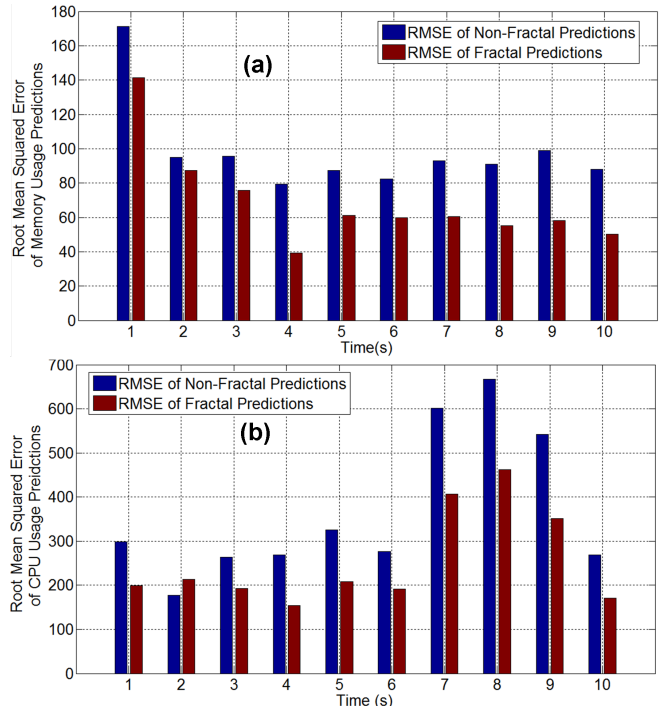 180
160
140
120
100
80
60
40
20
0
Root Mean Squared Error
of Memory Usage Predictions
RMSE of Non-Fractal Predictions
RMSE of Fractal Predictions
(a)
1 2 3 4 5 6 7 8 9 10
Time(s)
700
600
500
400
300
200
100
0
Root Mean Squared Error
of CPU Usage Preidctions
RMSE of Non-Fractal Predictions
RMSE of Fractal Predictions
(b)
1 2 3 4 5 6 7 8 9 10
Time (s)